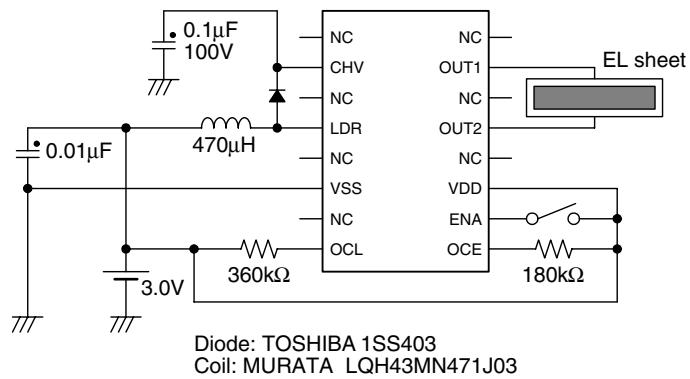 0.1μF
100V
NC
NC
CHV
OUT1
EL sheet
NC
NC
LDR
OUT2
470μH
0.01μF
NC
NC
VSS
VDD
NC
ENA
OCL
OCE
360kΩ
180kΩ
3.0V
Diode: TOSHIBA 1SS403
Coil: MURATA LQH43MN471J03